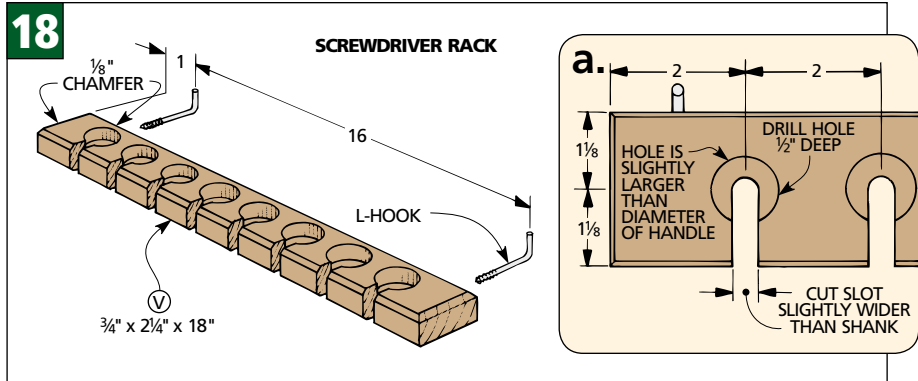 18
SCREWDRIVER RACK
⅛"
CHAMFER
1
16
L-HOOK
V
¾" x 2¼" x 18"
a.
2
2
1⅛
1⅛
HOLE IS
SLIGHTLY
LARGER
THAN
DIAMETER
OF HANDLE
DRILL HOLE
½" DEEP
CUT SLOT
SLIGHTLY WIDER
THAN SHANK